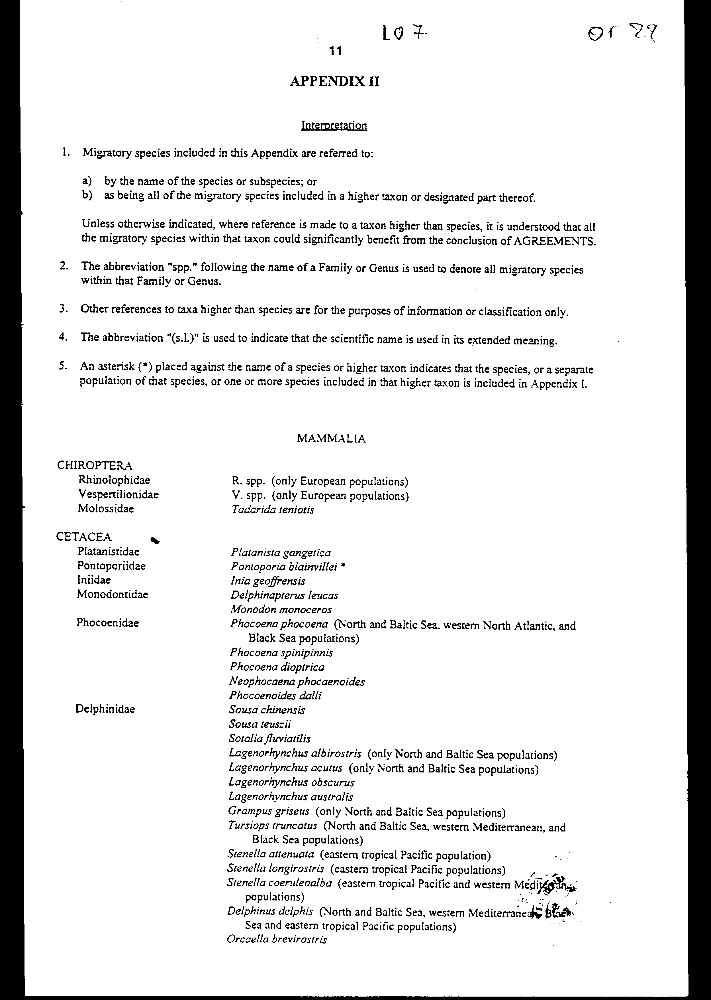 LO 7
11
APPENDIX II
Interpretation
1. Migratory species included in this Appendix are referred to:
a) by the name of the species or subspecies; or
b) as being all of the migratory species included in a higher taxon or designated part thereof.
Unless otherwise indicated, where reference is made to a taxon higher than species, it is understood that all
the migratory species within that taxon could significantly benefit from the conclusion of AGREEMENTS.
2. The abbreviation "spp." following the name of a Family or Genus is used to denote all migratory species
within that Family or Genus.
3. Other references to taxa higher than species are for the purposes of information or classification only.
4. The abbreviation "(s.l.)" is used to indicate that the scientific name is used in its extended meaning.
5. An asterisk (*) placed against the name of a species or higher taxon indicates that the species, or a separate
population of that species, or one or more species included in that higher taxon is included in Appendix I.
MAMMALIA
CHIROPTERA
Rhinolophidae R. spp. (only European populations)
Vespertilionidae V. spp. (only European populations)
Molossidae Tadarida teniotis
CETACEA
Platanistidae Platanista gangetica
Pontoporiidae Pontoporia blainvillei *
Iniidae Inia geoffrensis
Monodontidae Delphinapterus leucas
Monodon monoceros
Phocoenidae Phocoena phocoena (North and Baltic Sea, western North Atlantic, and
Black Sea populations)
Phocoena spinipinnis
Phocoena dioptrica
Neophocaena phocaenoides
Phocoenoides dalli
Delphinidae Sousa chinensis
Sousa teuszii
Sotalia fluviatilis
Lagenorhynchus albirostris (only North and Baltic Sea populations)
Lagenorhynchus acutus (only North and Baltic Sea populations)
Lagenorhynchus obscurus
Lagenorhynchus australis
Grampus griseus (only North and Baltic Sea populations)
Tursiops truncatus (North and Baltic Sea, western Mediterranean, and
Black Sea populations)
Stenella attenuata (eastern tropical Pacific population)
Stenella longirostris (eastern tropical Pacific populations)
Stenella coeruleoalba (eastern tropical Pacific and western
populations)
Delphinus delphis (North and Baltic Sea, western Mediterranean, Black
Sea and eastern tropical Pacific populations)
Orcaella brevirostris